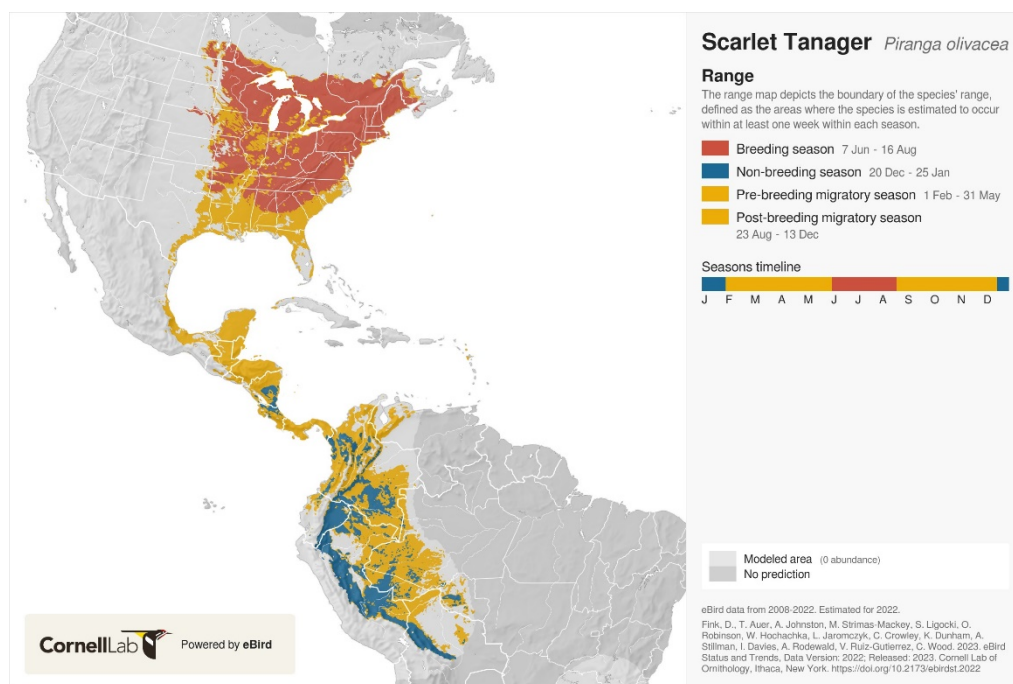 Scarlet Tanager Piranga olivacea
Range
The range map depicts the boundary of the species' range,
defined as the areas where the species is estimated to occur
within at least one week within each season.
Breeding season 7 Jun - 16 Aug
Non-breeding season 20 Dec - 25 Jan
Pre-breeding migratory season 1 Feb - 31 May
Post-breeding migratory season
23 Aug - 13 Dec
Seasons timeline
J F M A M J J A S O N D
Modeled area (0 abundance)
No prediction
eBird data from 2008-2022. Estimated for 2022.
Fink, D., T. Auer, A. Johnston, M. Strimas-Mackey, S. Ligocki, O.
Robinson, W. Hochachka, L. Jaromczyk, C. Crowley, K. Dunham, A.
Stillman, I. Davies, A. Rodewald, V. Ruiz-Gutierrez, C. Wood. 2023. eBird
Status and Trends, Data Version: 2022; Released: 2023. Cornell Lab of
Ornithology, Ithaca, New York. https://doi.org/10.2173/ebirdst.2022
CornellLab Powered by eBird